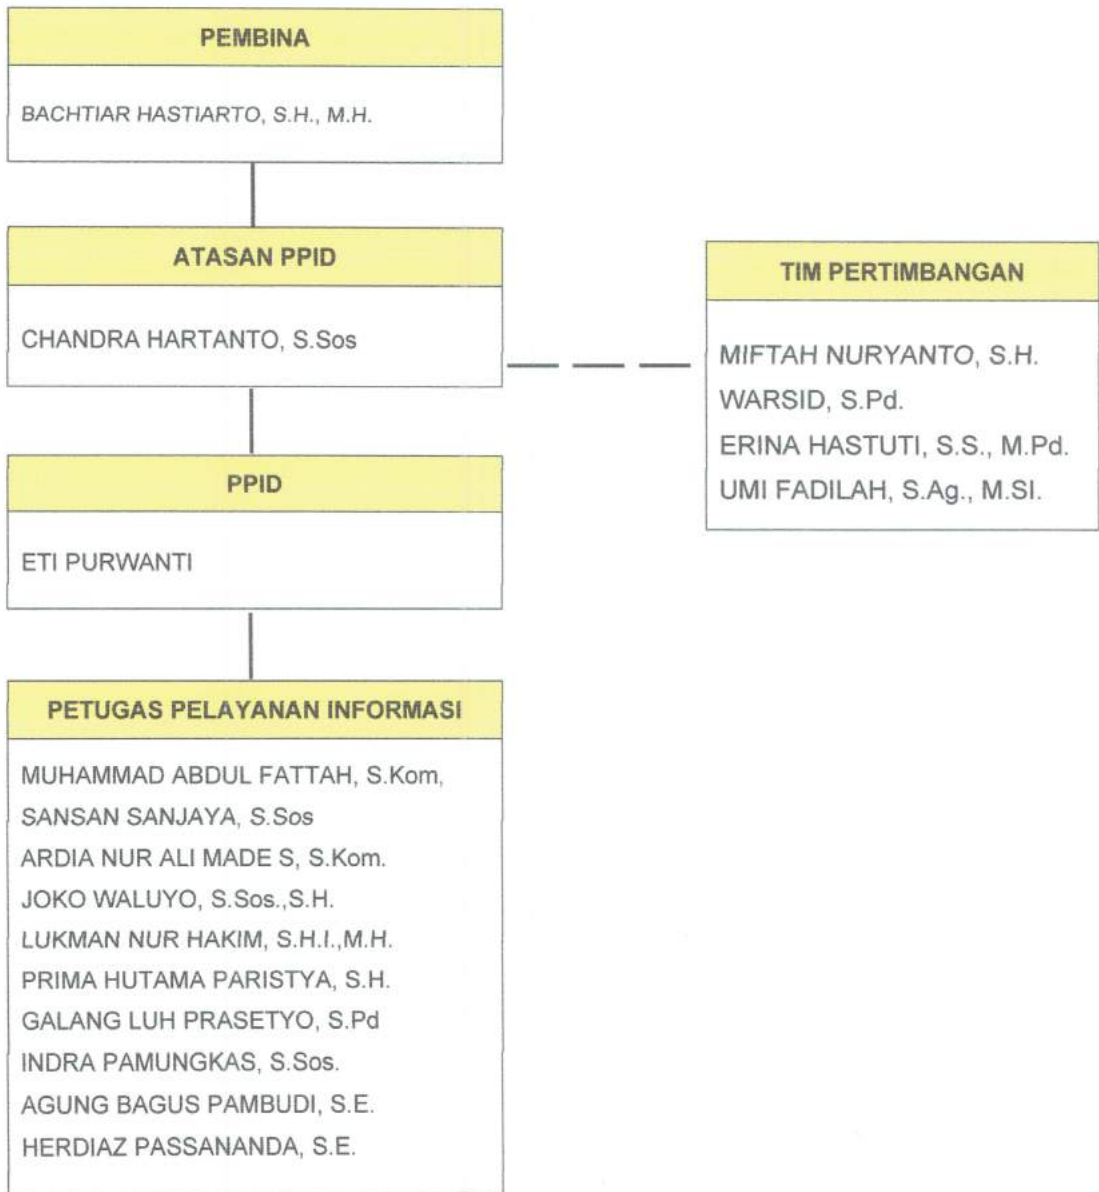 PEMBINA
BACHTIAR HASTIARTO, S.H., M.H.
ATASAN PPID
CHANDRA HARTANTO, S.Sos
TIM PERTIMBANGAN
MIFTAH NURYANTO, S.H.
WARSID, S.Pd.
ERINA HASTUTI, S.S., M.Pd.
UMI FADILAH, S.Ag., M.SI.
PPID
ETI PURWANTI
PETUGAS PELAYANAN INFORMASI
MUHAMMAD ABDUL FATTAH, S.Kom,
SANSAN SANJAYA, S.Sos
ARDIA NUR ALI MADE S, S.Kom.
JOKO WALUYO, S.Sos.,S.H.
LUKMAN NUR HAKIM, S.H.I.,M.H.
PRIMA HUTAMA PARISTYA, S.H.
GALANG LUH PRASETYO, S.Pd
INDRA PAMUNGKAS, S.Sos.
AGUNG BAGUS PAMBUDI, S.E.
HERDIAZ PASSANANDA, S.E.